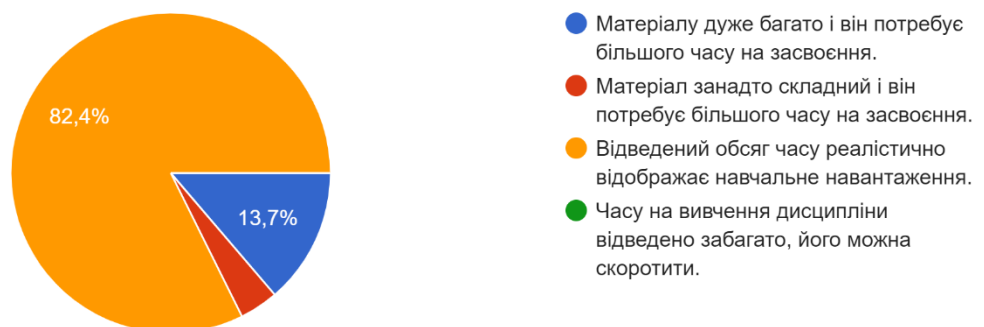 82,4%
13,7%
Матеріалу дуже багато і він потребує
більшого часу на засвоєння.
Матеріал занадто складний і він
потребує більшого часу на засвоєння.
Відведений обсяг часу реалістично
відображає навчальне навантаження.
Часу на вивчення дисципліни
відведено забагато, його можна
скоротити.